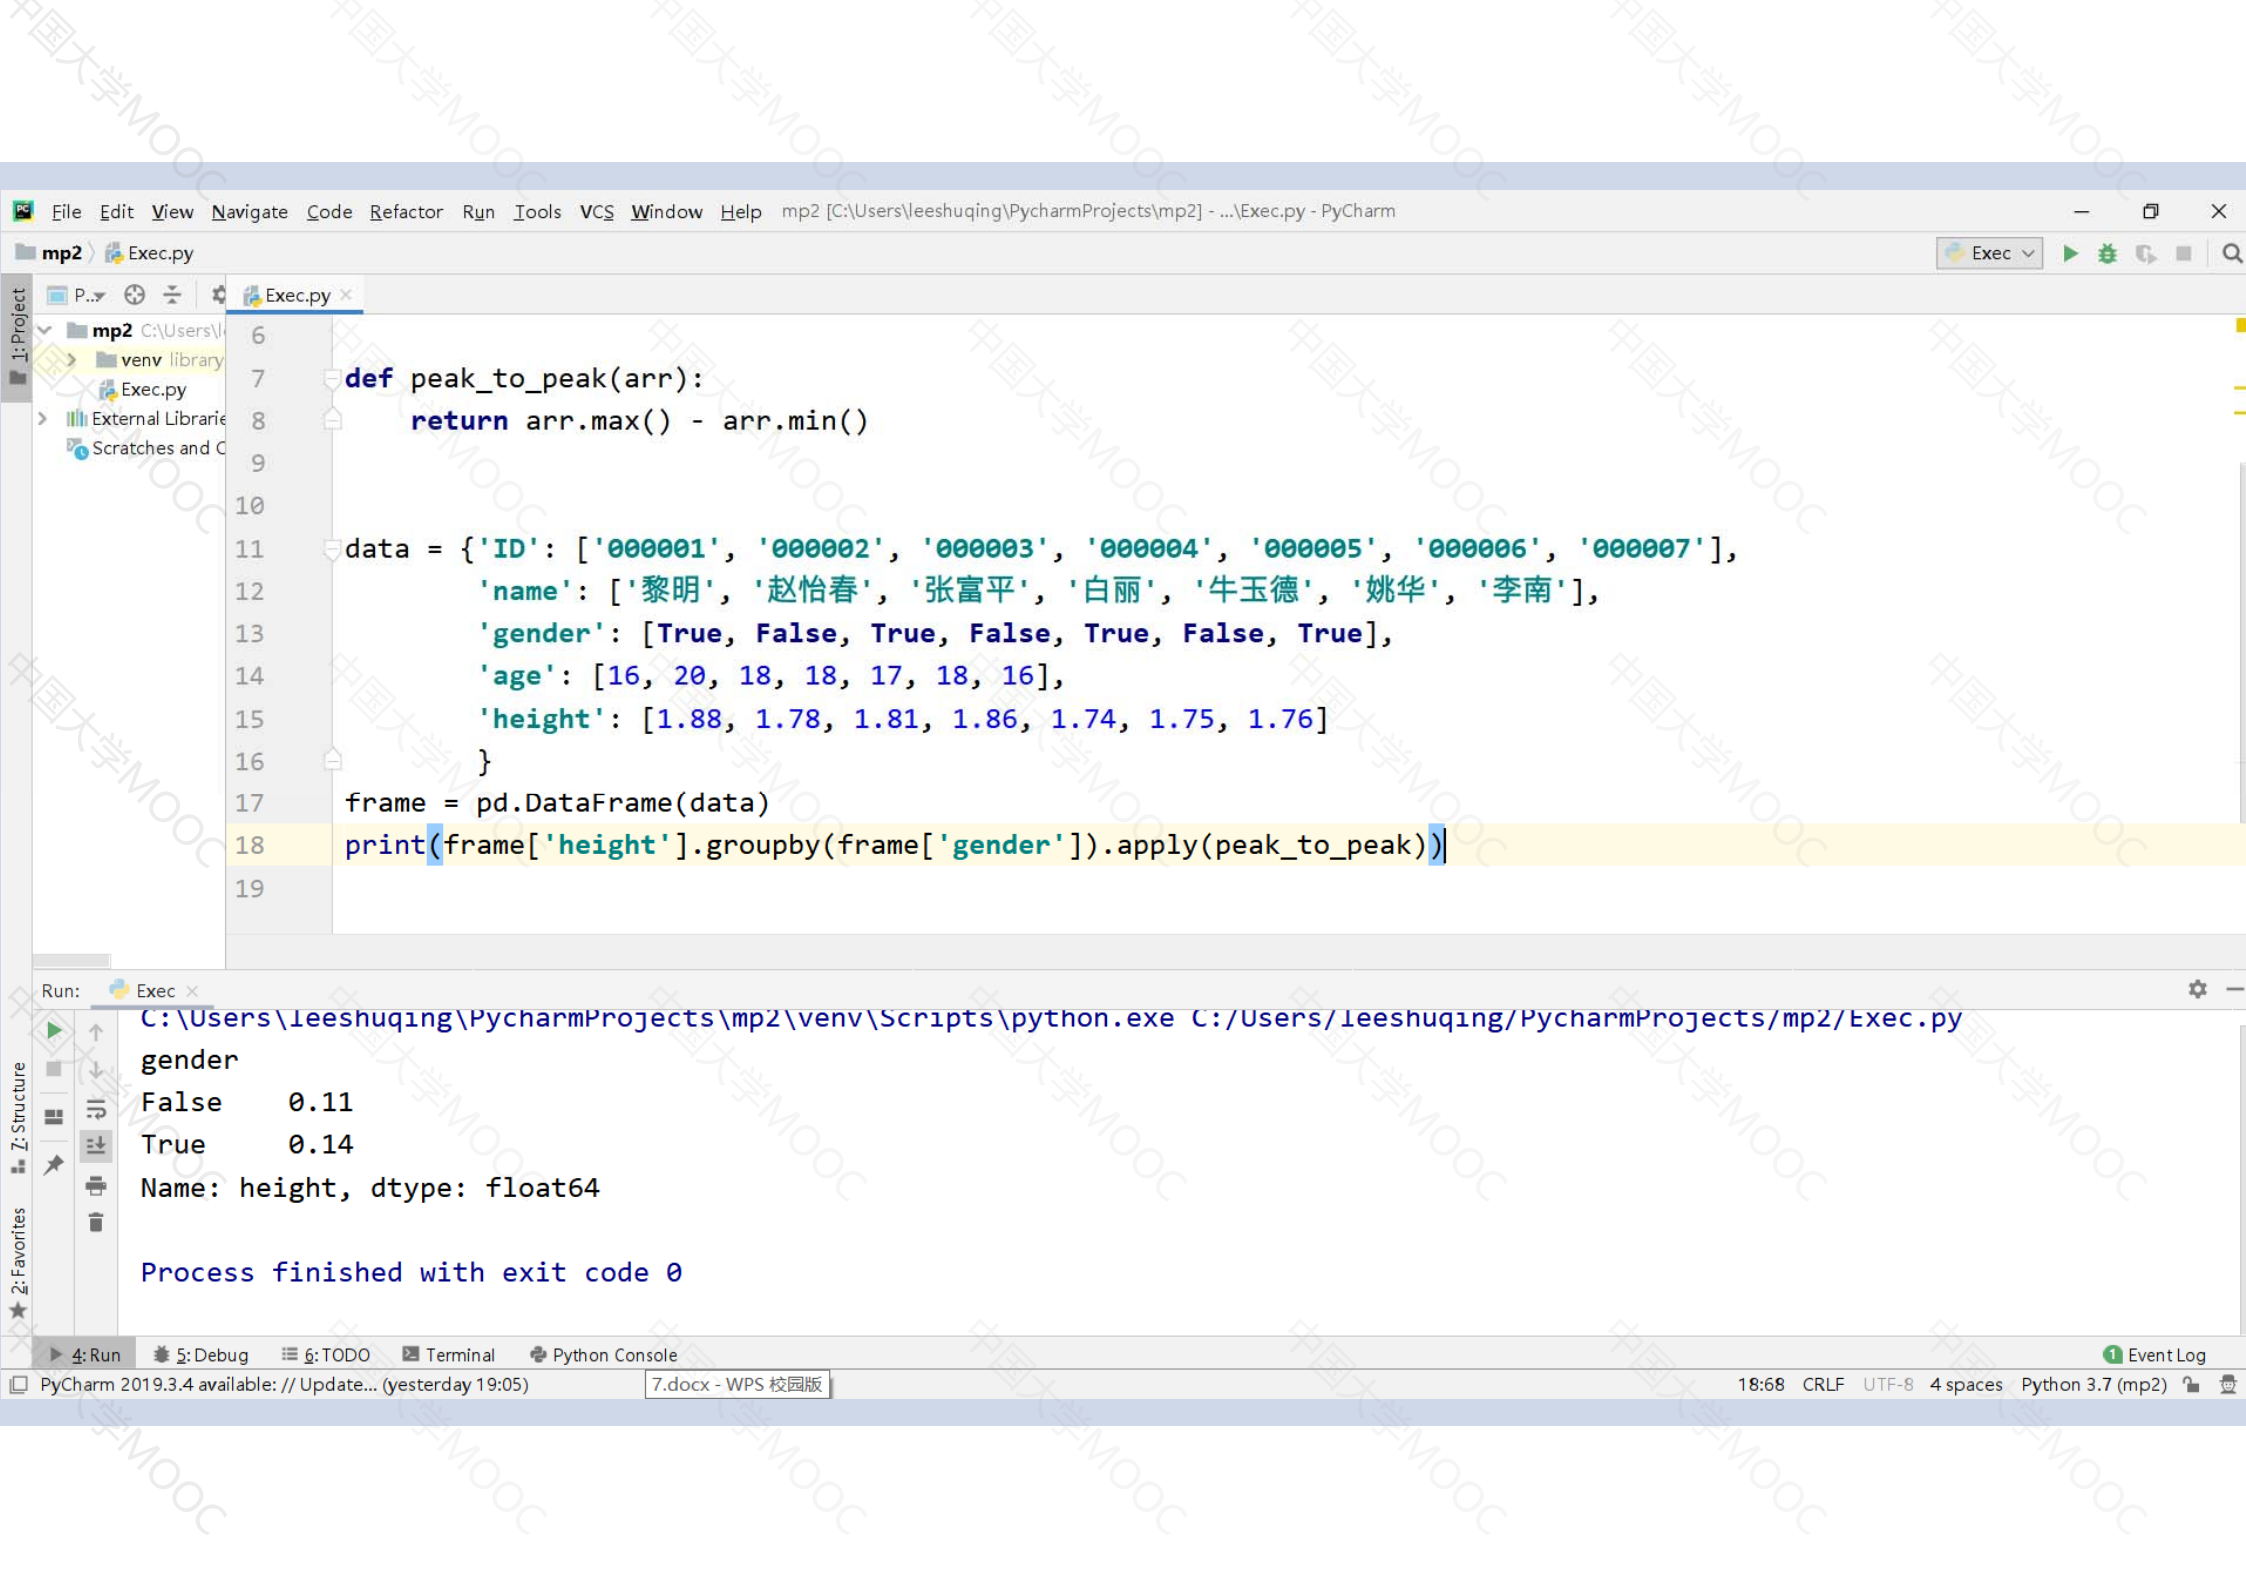 File Edit View Navigate Code Refactor Run Tools VCS Window Help mp2 [C:\Users\leeshuqing\PycharmProjects\mp2] - ...\Exec.py - PyCharm
mp2 Exec.py Exec
P.. Exec.py
1: Project
mp2 C:\Users\l
venv library
Exec.py
External Librarie
Scratches and C
6
7 def peak_to_peak(arr):
8 return arr.max() - arr.min()
9
10
11 data = {'ID': ['000001', '000002', '000003', '000004', '000005', '000006', '000007'],
12 'name': ['黎明', '赵怡春', '张富平', '白丽', '牛玉德', '姚华', '李南'],
13 'gender': [True, False, True, False, True, False, True],
14 'age': [16, 20, 18, 18, 17, 18, 16],
15 'height': [1.88, 1.78, 1.81, 1.86, 1.74, 1.75, 1.76]
16 }
17 frame = pd.DataFrame(data)
18 print(frame['height'].groupby(frame['gender']).apply(peak_to_peak))
19
Run: Exec
C:\Users\leeshuqing\PycharmProjects\mp2\venv\Scripts\python.exe C:/Users/leeshuqing/PycharmProjects/mp2/Exec.py
gender
False 0.11
True 0.14
Name: height, dtype: float64
Process finished with exit code 0
7: Structure
2: Favorites
4: Run 5: Debug 6: TODO Terminal Python Console 1 Event Log
PyCharm 2019.3.4 available: // Update... (yesterday 19:05) 7.docx - WPS 校园版 18:68 CRLF UTF-8 4 spaces Python 3.7 (mp2)
中国大学MOOC